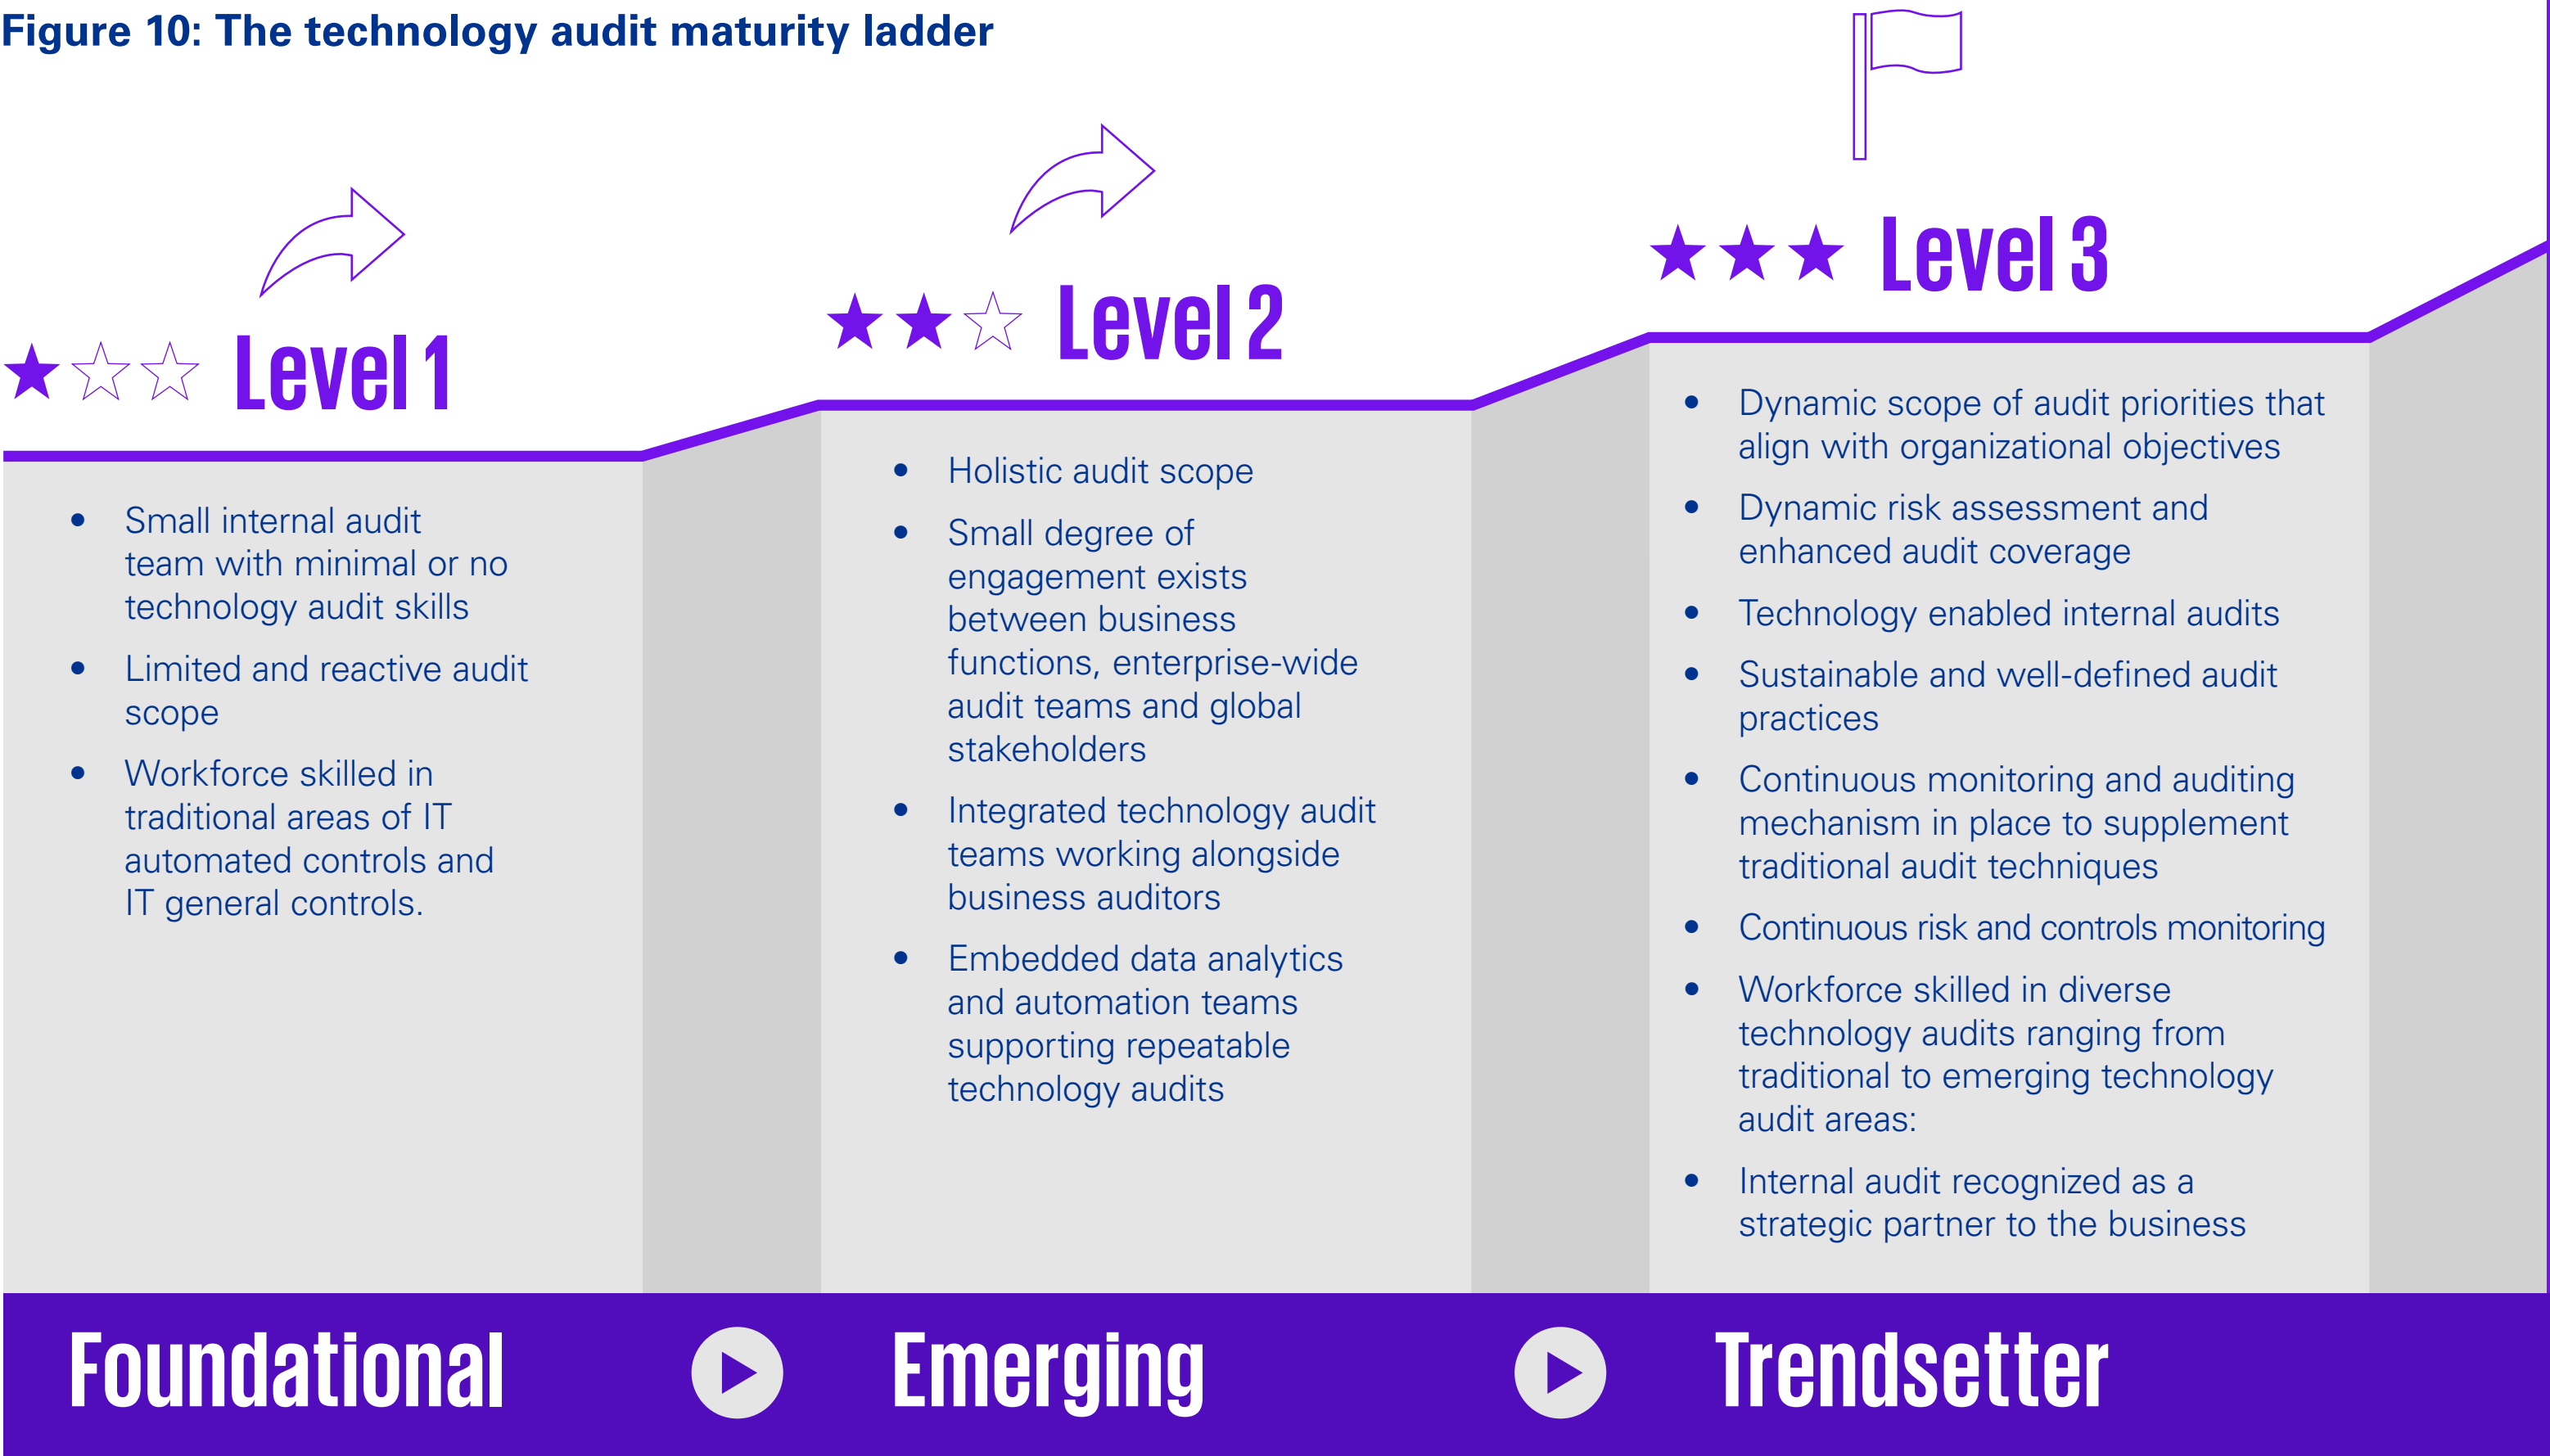 Figure 10: The technology audit maturity ladder
Level 1
Small internal audit
team with minimal or no
technology audit skills
Limited and reactive audit
scope
Workforce skilled in
traditional areas of IT
automated controls and
IT general controls.
Foundational
Level 2
Holistic audit scope
Small degree of
engagement exists
between business
functions, enterprise-wide
audit teams and global
stakeholders
Integrated technology audit
teams working alongside
business auditors
Embedded data analytics
and automation teams
supporting repeatable
technology audits
Emerging
Level 3
Dynamic scope of audit priorities that
align with organizational objectives
Dynamic risk assessment and
enhanced audit coverage
Technology enabled internal audits
Sustainable and well-defined audit
practices
Continuous monitoring and auditing
mechanism in place to supplement
traditional audit techniques
Continuous risk and controls monitoring
Workforce skilled in diverse
technology audits ranging from
traditional to emerging technology
audit areas:
Internal audit recognized as a
strategic partner to the business
Trendsetter